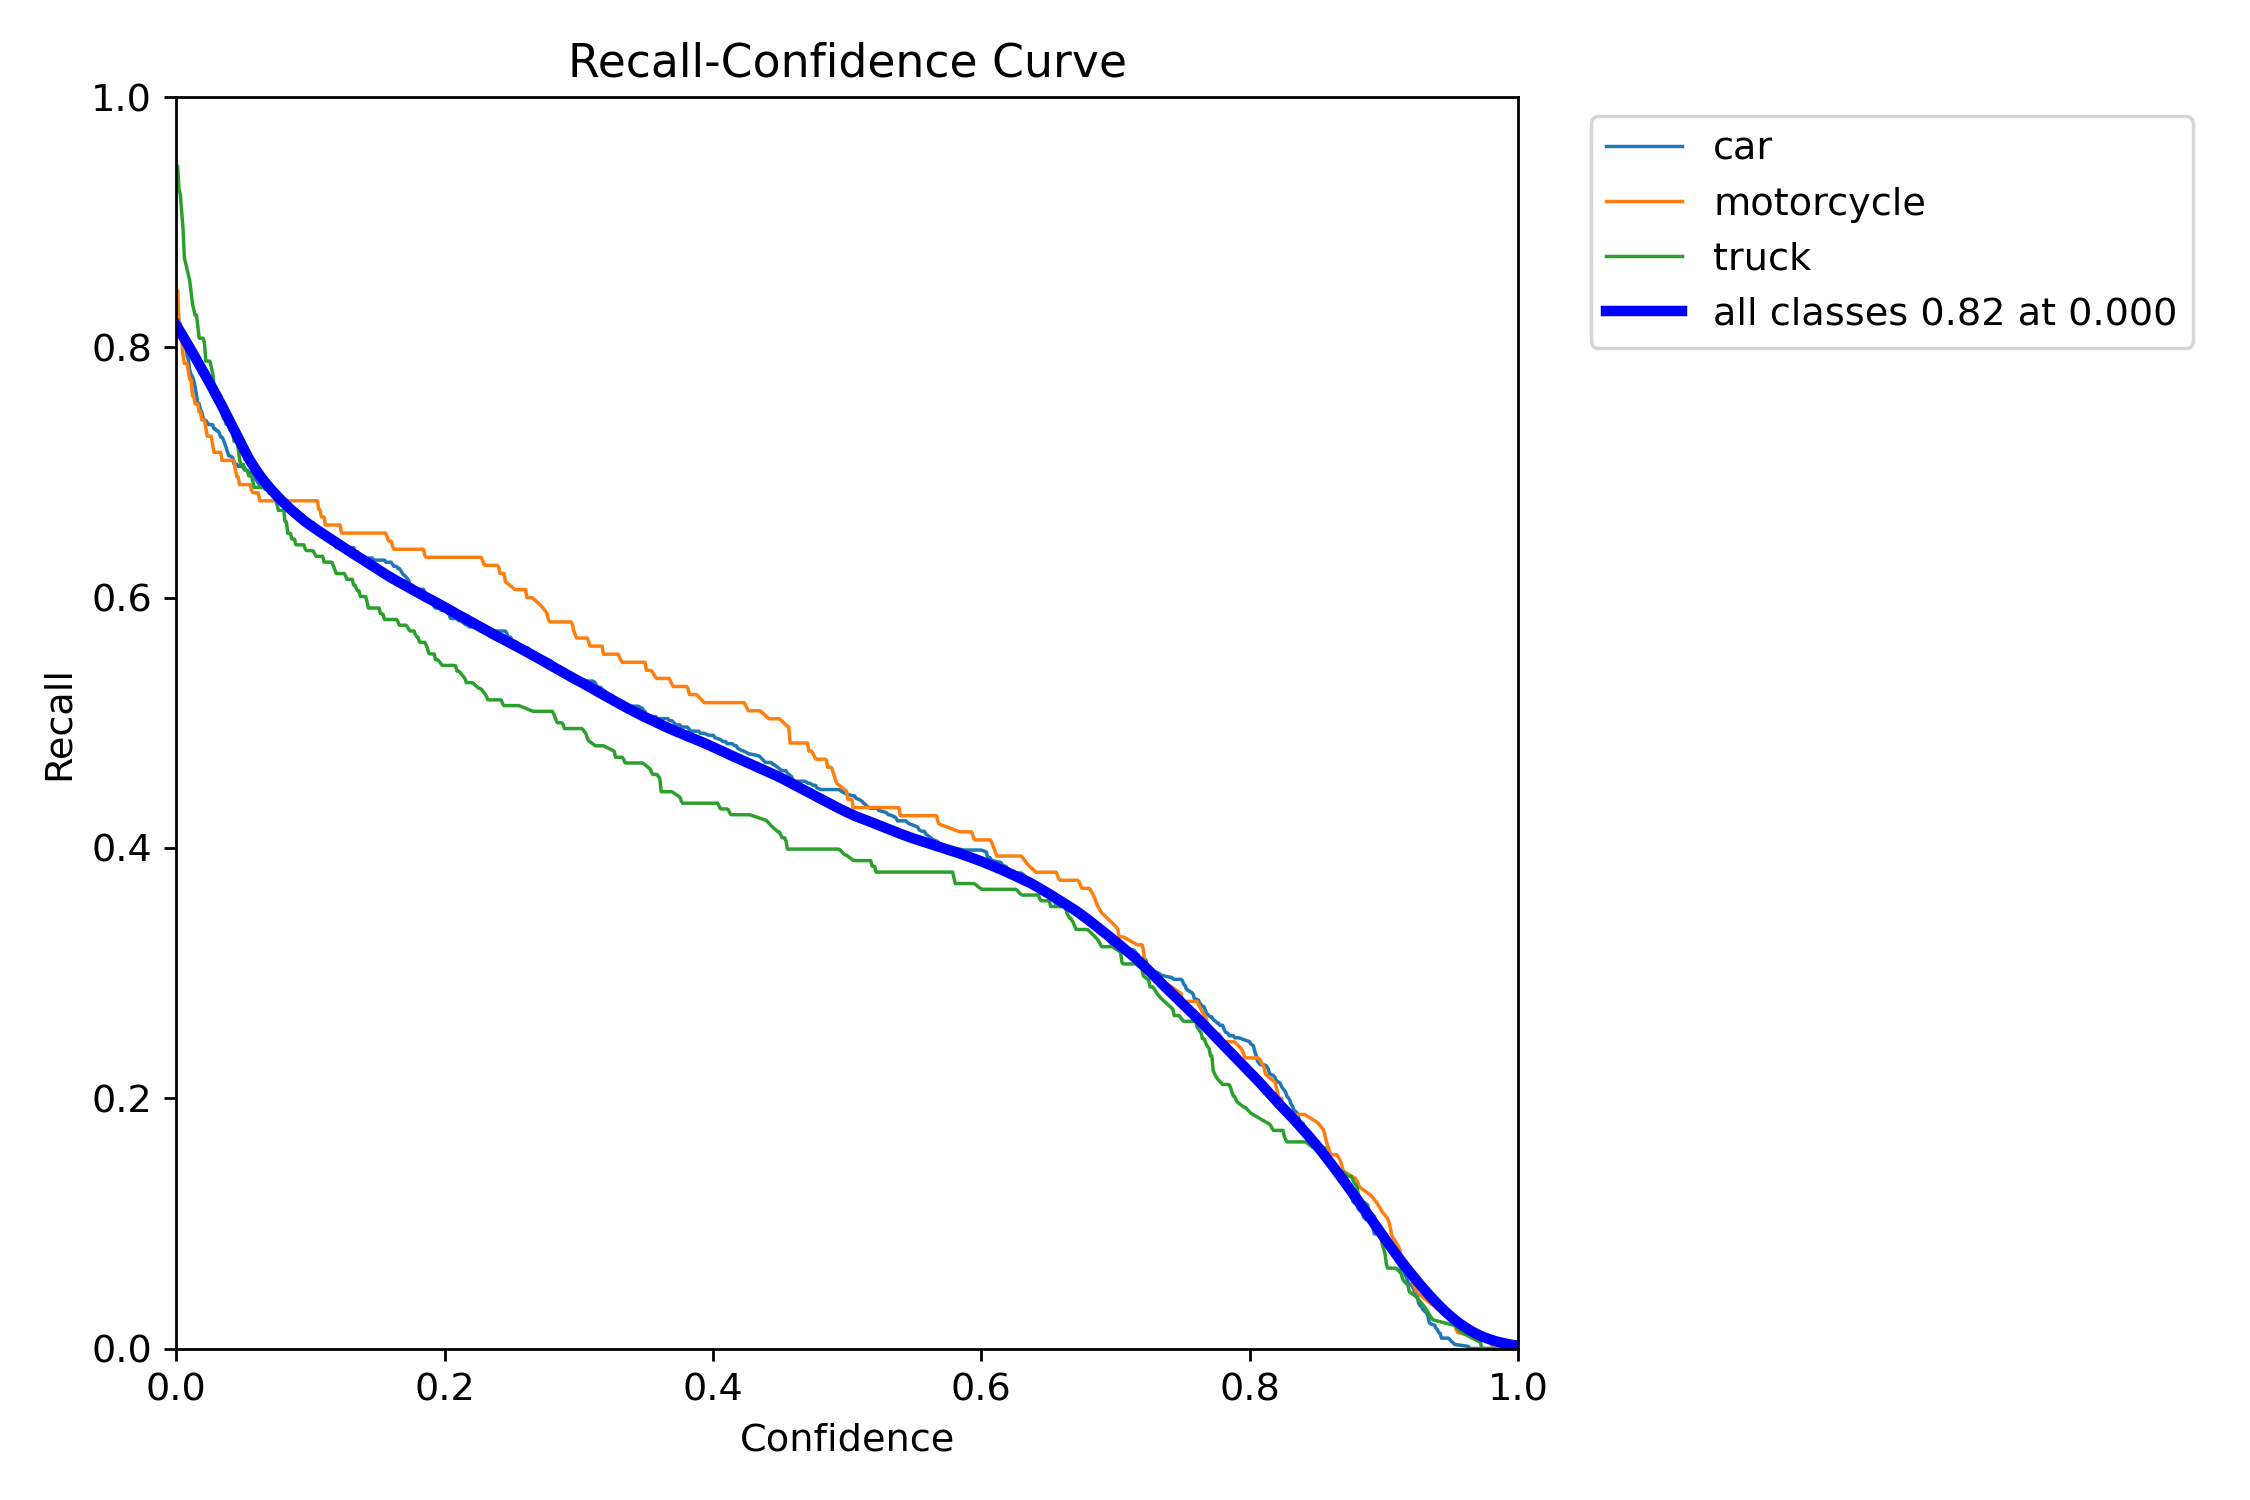 Recall-Confidence Curve
1.0
0.8
0.6
0.4
0.2
0.0
Recall
0.0 0.2 0.4 0.6 0.8 1.0
Confidence
car
motorcycle
truck
all classes 0.82 at 0.000